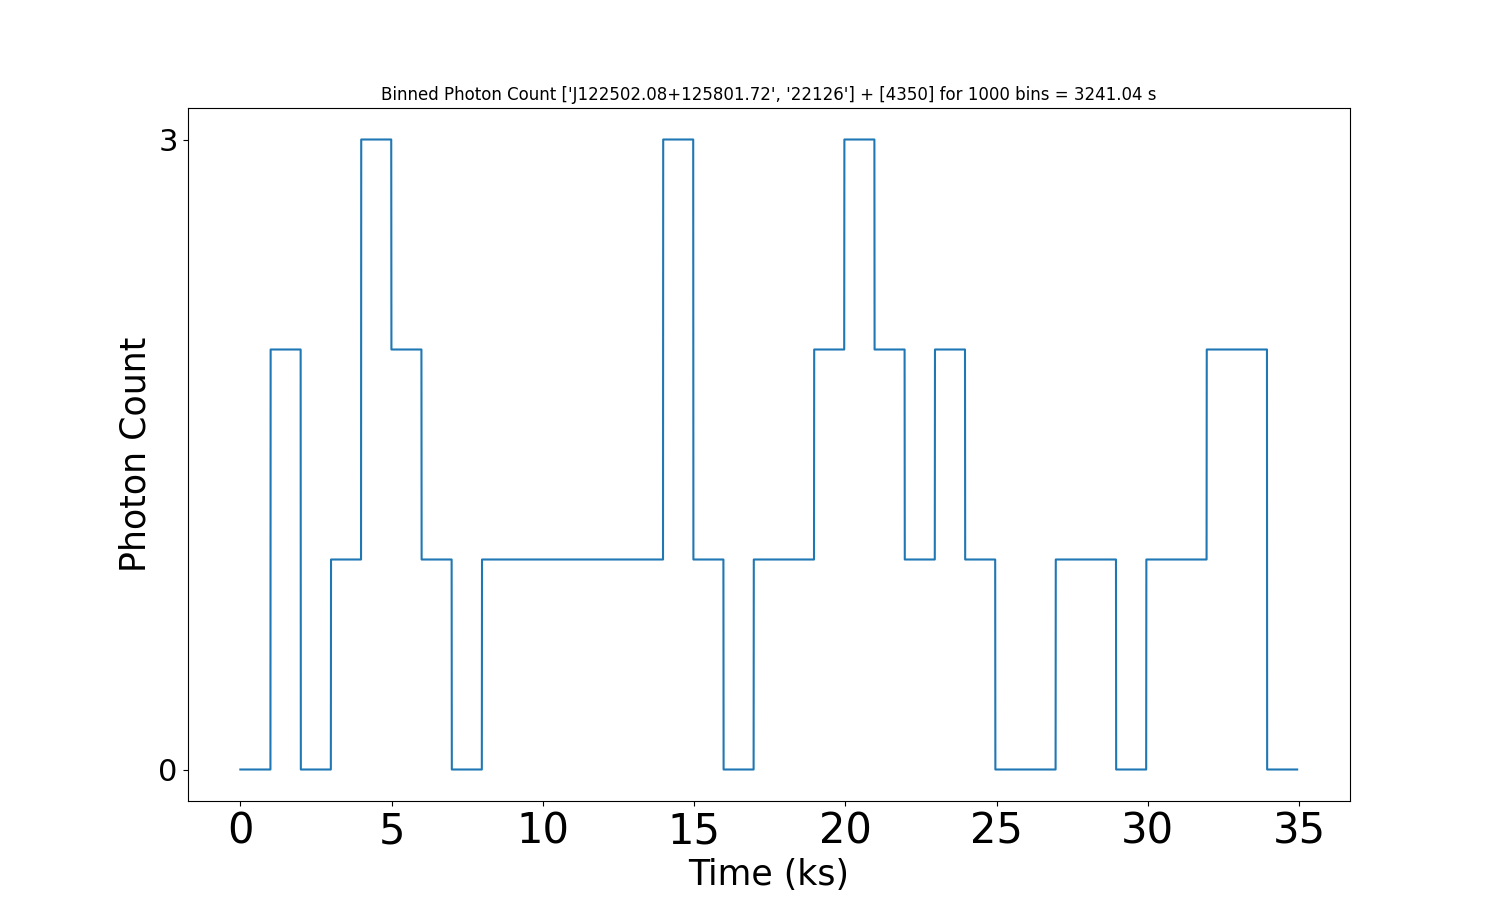 Binned Photon Count ['J122502.08+125801.72', '22126'] + [4350] for 1000 bins = 3241.04 s
3
Photon Count
0
0 5 10 15 20 25 30 35
Time (ks)